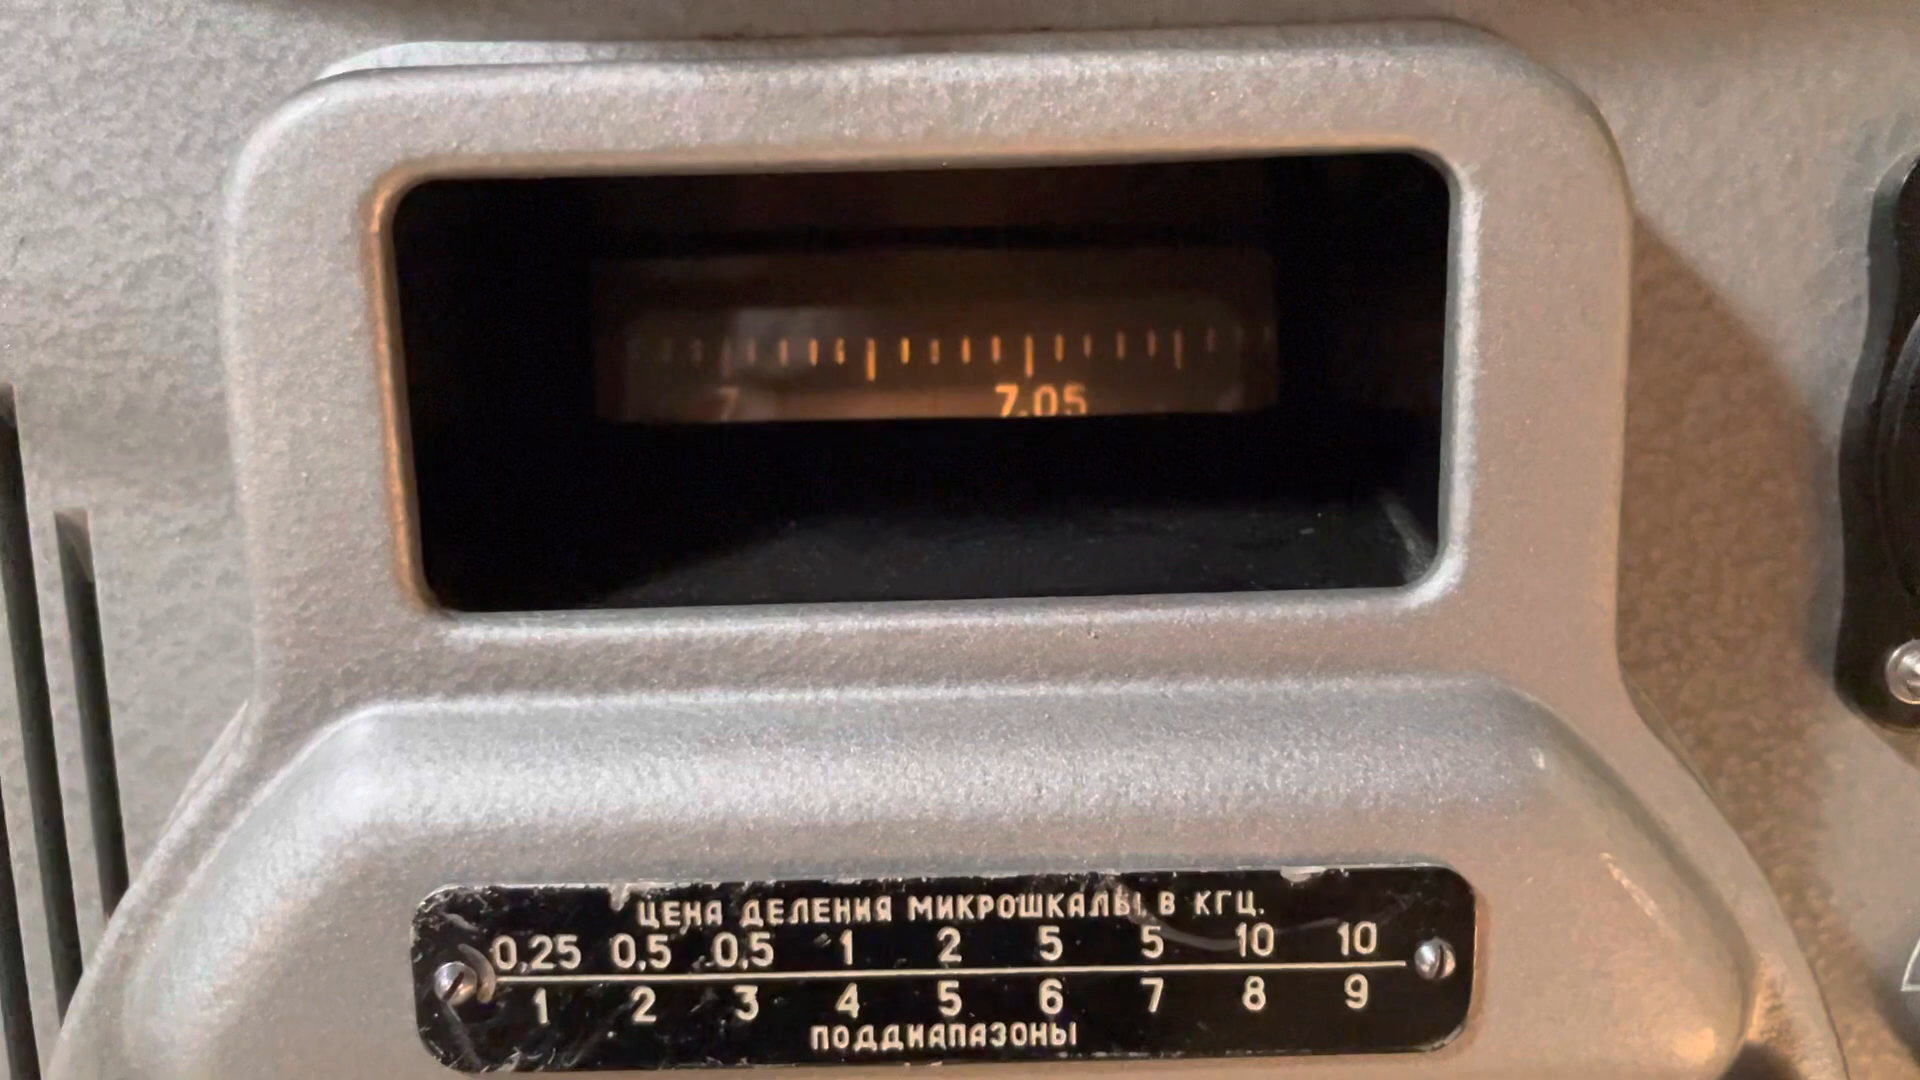 7 7.05
ЦЕНА ДЕЛЕНИЯ МИКРОШКАЛЫ В КГЦ.
0,25 0,5 0,5 1 2 5 5 10 10
1 2 3 4 5 6 7 8 9
ПОДДИАПАЗОНЫ